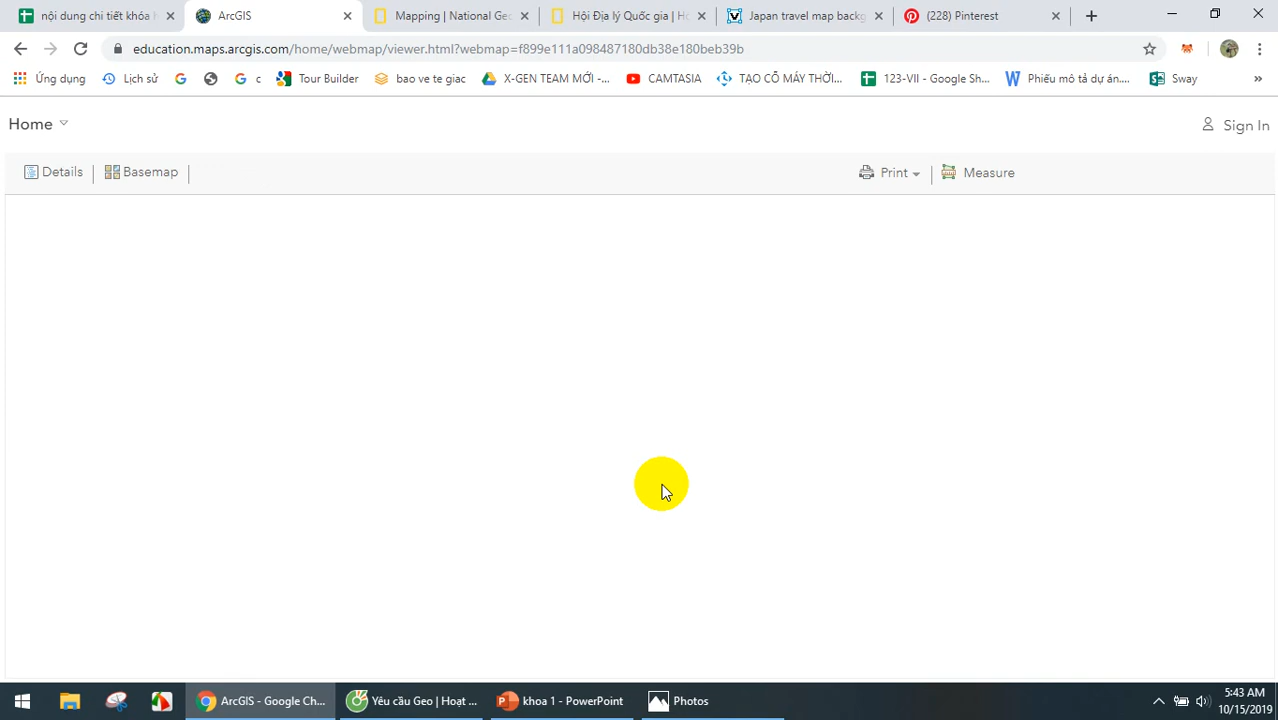 nội dung chi tiết khóa h
ArcGIS
Mapping | National Geo
Hội Địa lý Quốc gia | Ho
Japan travel map backg
(228) Pinterest
education.maps.arcgis.com/home/webmap/viewer.html?webmap=f899e111a098487180db38e180beb39b
Ứng dụng
Lịch sử
c
Tour Builder
bao ve te giac
X-GEN TEAM MỚI -...
CAMTASIA
TẠO CỖ MÁY THỜI...
123-VII - Google Sh...
Phiếu mô tả dự án....
Sway
»
Home
Sign In
Details
Basemap
Print
Measure
ArcGIS - Google Ch...
Yêu cầu Geo | Hoạt ...
khoa 1 - PowerPoint
Photos
5:43 AM
10/15/2019